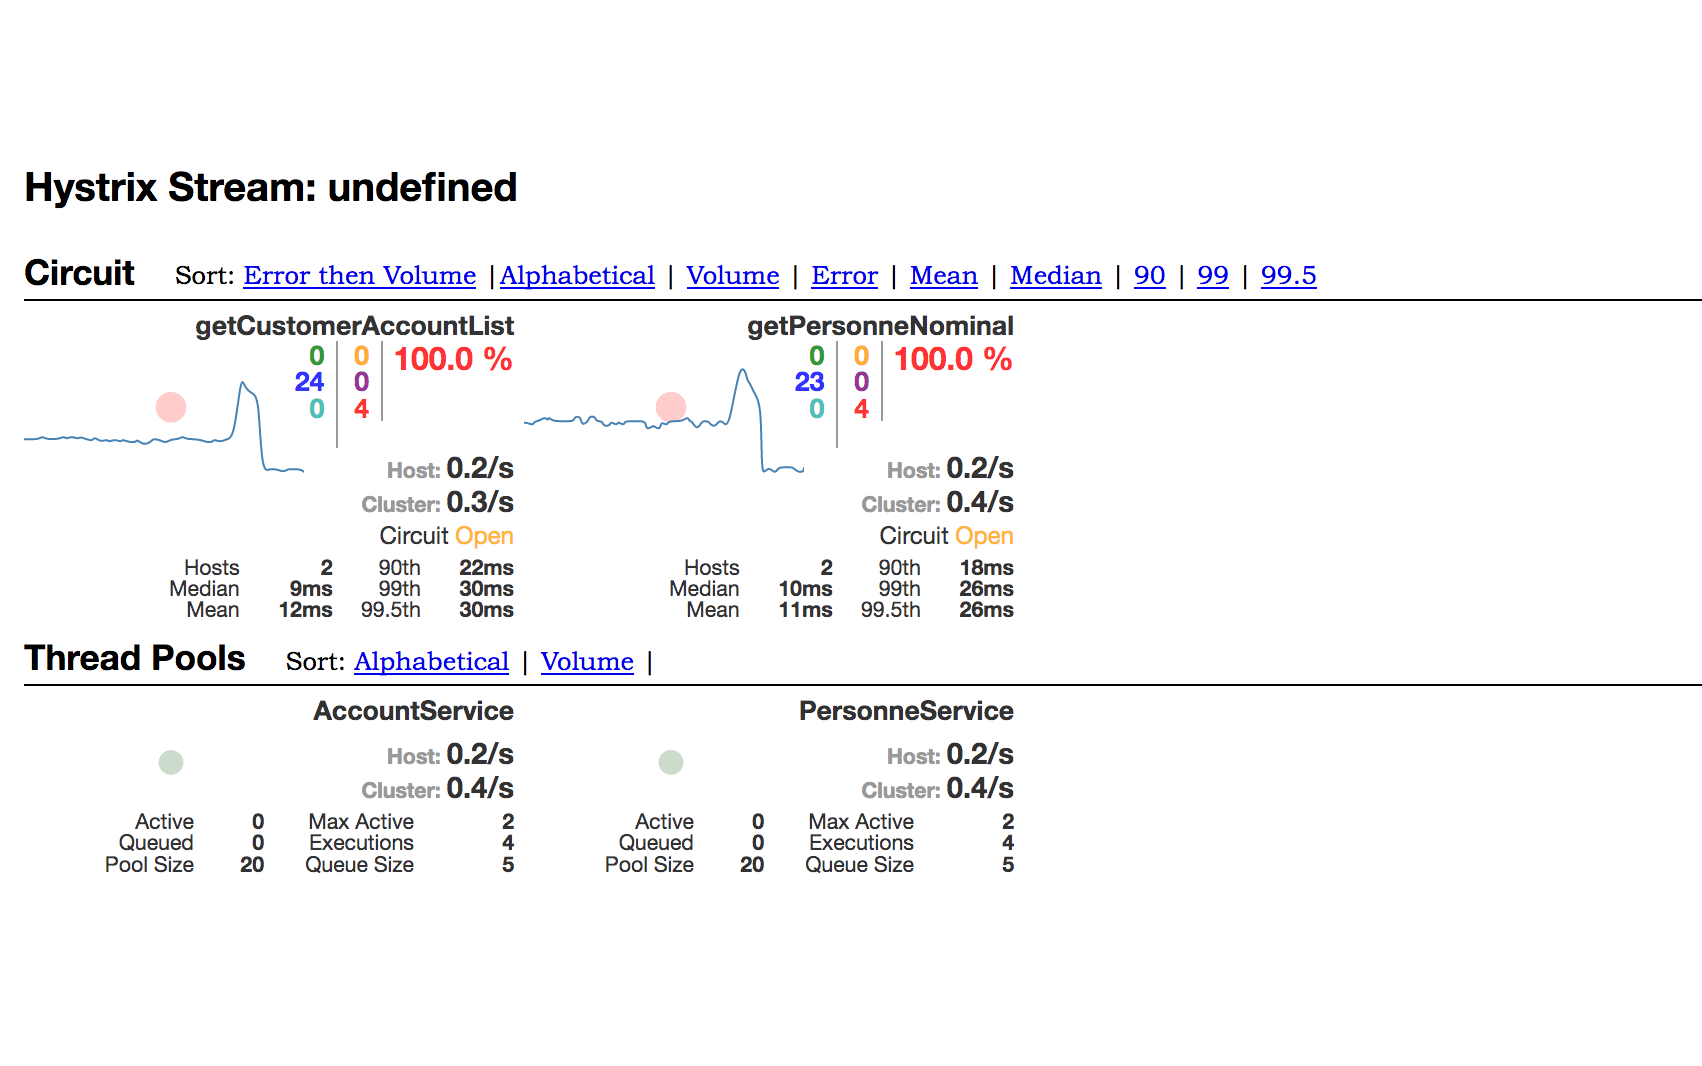 Hystrix Stream: undefined
Circuit Sort: Error then Volume | Alphabetical | Volume | Error | Mean | Median | 90 | 99 | 99.5
getCustomerAccountList
0 0 100.0 %
24 0
0 4
Host: 0.2/s
Cluster: 0.3/s
Circuit Open
Hosts 2 90th 22ms
Median 9ms 99th 30ms
Mean 12ms 99.5th 30ms
getPersonneNominal
0 0 100.0 %
23 0
0 4
Host: 0.2/s
Cluster: 0.4/s
Circuit Open
Hosts 2 90th 18ms
Median 10ms 99th 26ms
Mean 11ms 99.5th 26ms
Thread Pools Sort: Alphabetical | Volume |
AccountService
Host: 0.2/s
Cluster: 0.4/s
Active 0 Max Active 2
Queued 0 Executions 4
Pool Size 20 Queue Size 5
PersonneService
Host: 0.2/s
Cluster: 0.4/s
Active 0 Max Active 2
Queued 0 Executions 4
Pool Size 20 Queue Size 5